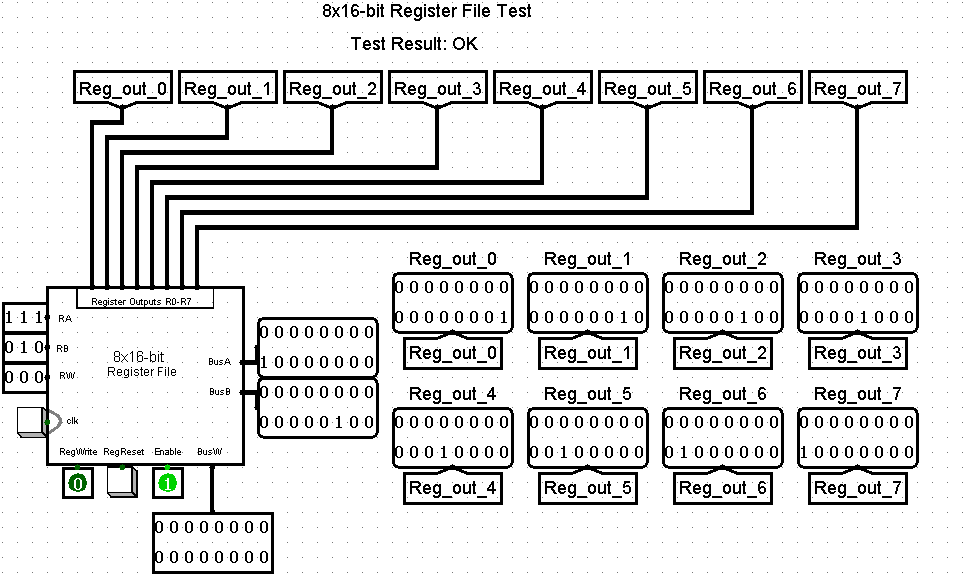 8x16-bit Register File Test
Test Result: OK
Reg_out_0 Reg_out_1 Reg_out_2 Reg_out_3 Reg_out_4 Reg_out_5 Reg_out_6 Reg_out_7
Register Outputs R0-R7
1 1 1 RA
0 1 0 RB
0 0 0 RW
8x16-bit
Register File
clk
BusA
BusB
RegWrite RegReset Enable BusW
0 1
0 0 0 0 0 0 0 0
1 0 0 0 0 0 0 0
0 0 0 0 0 0 0 0
0 0 0 0 0 1 0 0
0 0 0 0 0 0 0 0
0 0 0 0 0 0 0 0
Reg_out_0 Reg_out_1 Reg_out_2 Reg_out_3
0 0 0 0 0 0 0 0 0 0 0 0 0 0 0 0 0 0 0 0 0 0 0 0 0 0 0 0 0 0 0 0
0 0 0 0 0 0 0 1 0 0 0 0 0 0 1 0 0 0 0 0 0 1 0 0 0 0 0 0 1 0 0 0
Reg_out_0 Reg_out_1 Reg_out_2 Reg_out_3
Reg_out_4 Reg_out_5 Reg_out_6 Reg_out_7
0 0 0 0 0 0 0 0 0 0 0 0 0 0 0 0 0 0 0 0 0 0 0 0 0 0 0 0 0 0 0 0
0 0 0 1 0 0 0 0 0 0 1 0 0 0 0 0 0 1 0 0 0 0 0 0 1 0 0 0 0 0 0 0
Reg_out_4 Reg_out_5 Reg_out_6 Reg_out_7